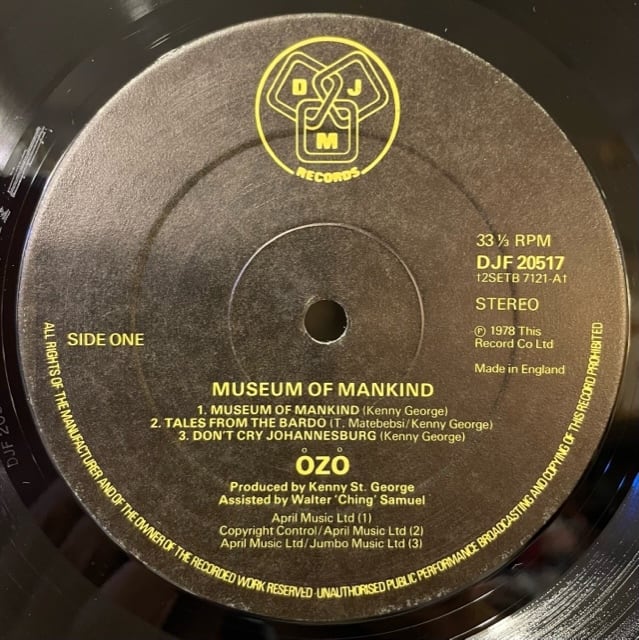 D J
M
RECORDS
33 ⅓ RPM
DJF 20517
†2SETB 7121-A†
STEREO
SIDE ONE
Ⓟ 1978 This
Record Co Ltd
Made in England
MUSEUM OF MANKIND
1. MUSEUM OF MANKIND (Kenny George)
2. TALES FROM THE BARDO (T. Matebebsi/Kenny George)
3. DON'T CRY JOHANNESBURG (Kenny George)
O̊ZO̊
Produced by Kenny St. George
Assisted by Walter 'Ching' Samuel
April Music Ltd (1)
Copyright Control/April Music Ltd (2)
April Music Ltd/Jumbo Music Ltd (3)
ALL RIGHTS OF THE MANUFACTURER AND OF THE OWNER OF THE RECORDED WORK RESERVED·UNAUTHORISED PUBLIC PERFORMANCE BROADCASTING AND COPYING OF THIS RECORD PROHIBITED